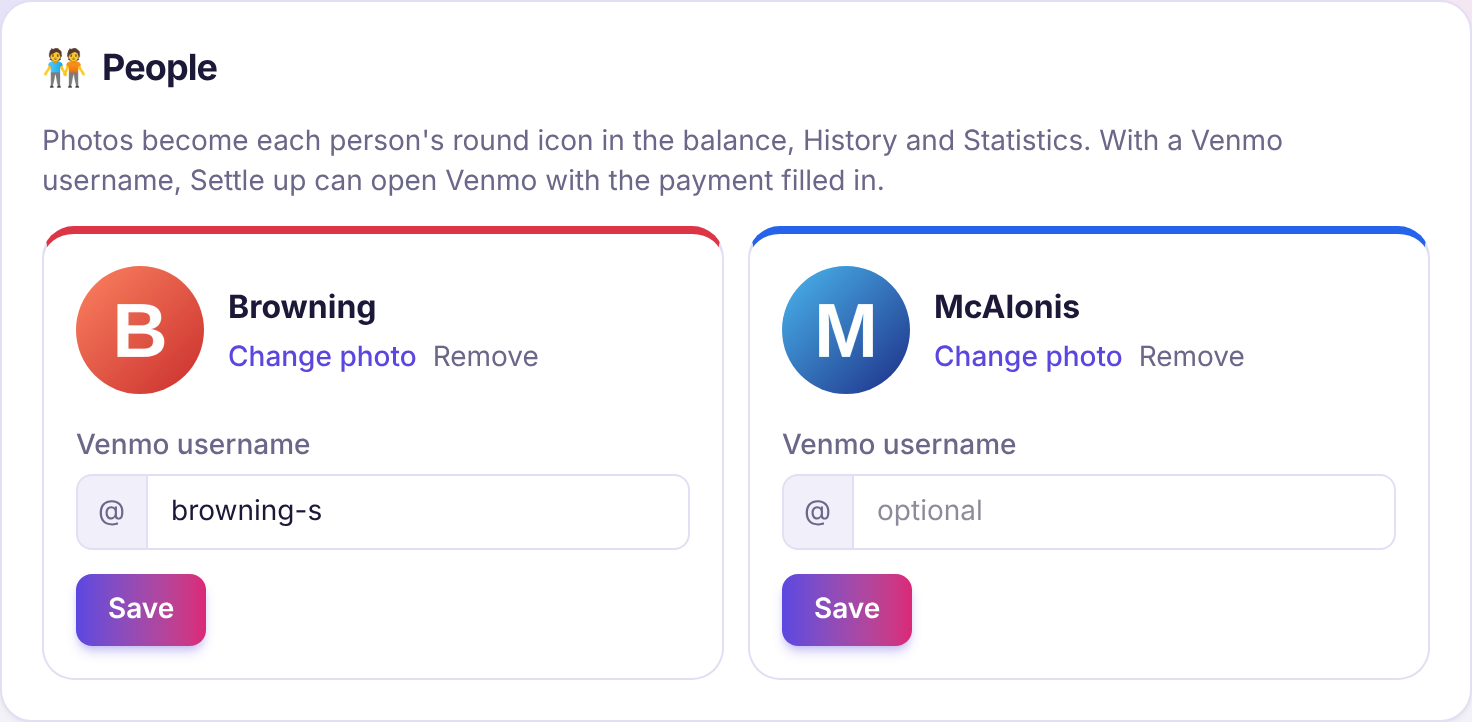 People
Photos become each person's round icon in the balance, History and Statistics. With a Venmo
username, Settle up can open Venmo with the payment filled in.
B
Browning
Change photo Remove
Venmo username
@ browning-s
Save
M
McAlonis
Change photo Remove
Venmo username
@ optional
Save